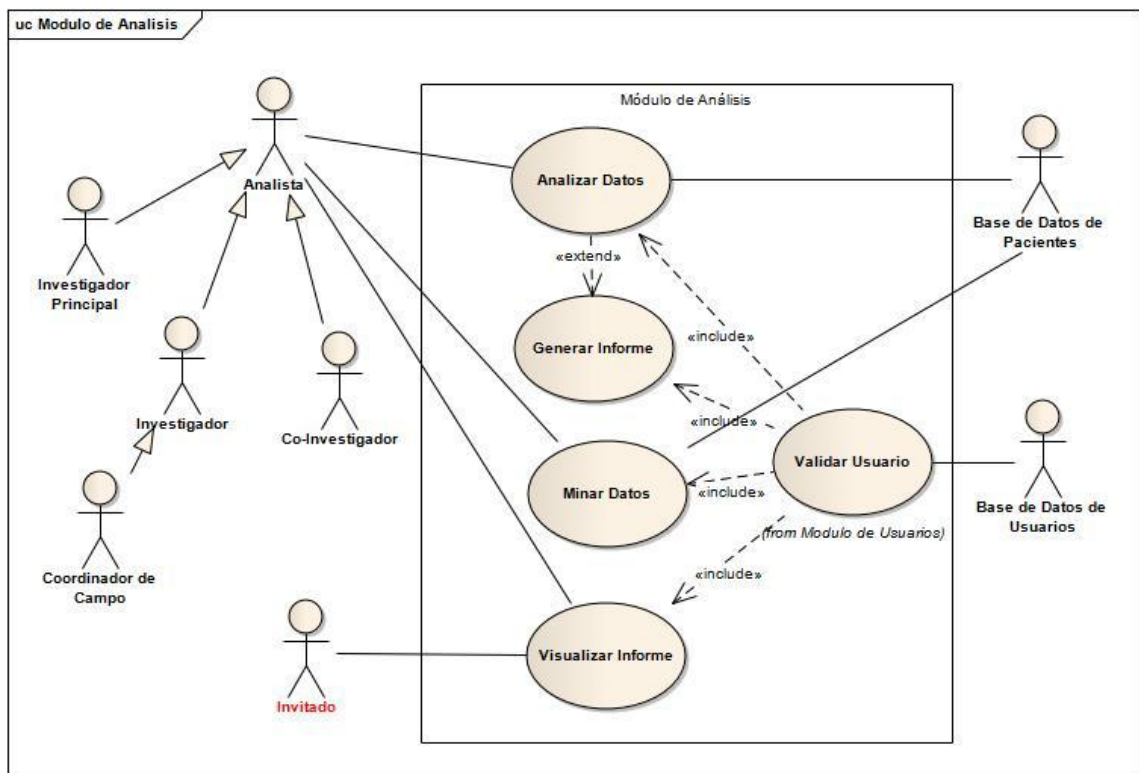 uc Modulo de Analisis
Módulo de Análisis
Analista
Analizar Datos
Base de Datos de
Pacientes
Investigador
Principal
«extend»
Generar Informe
«include»
Investigador
Co-Investigador
«include»
Validar Usuario
Minar Datos
«include»
Base de Datos de
Usuarios
(from Modulo de Usuarios)
Coordinador de
Campo
«include»
Visualizar Informe
Invitado